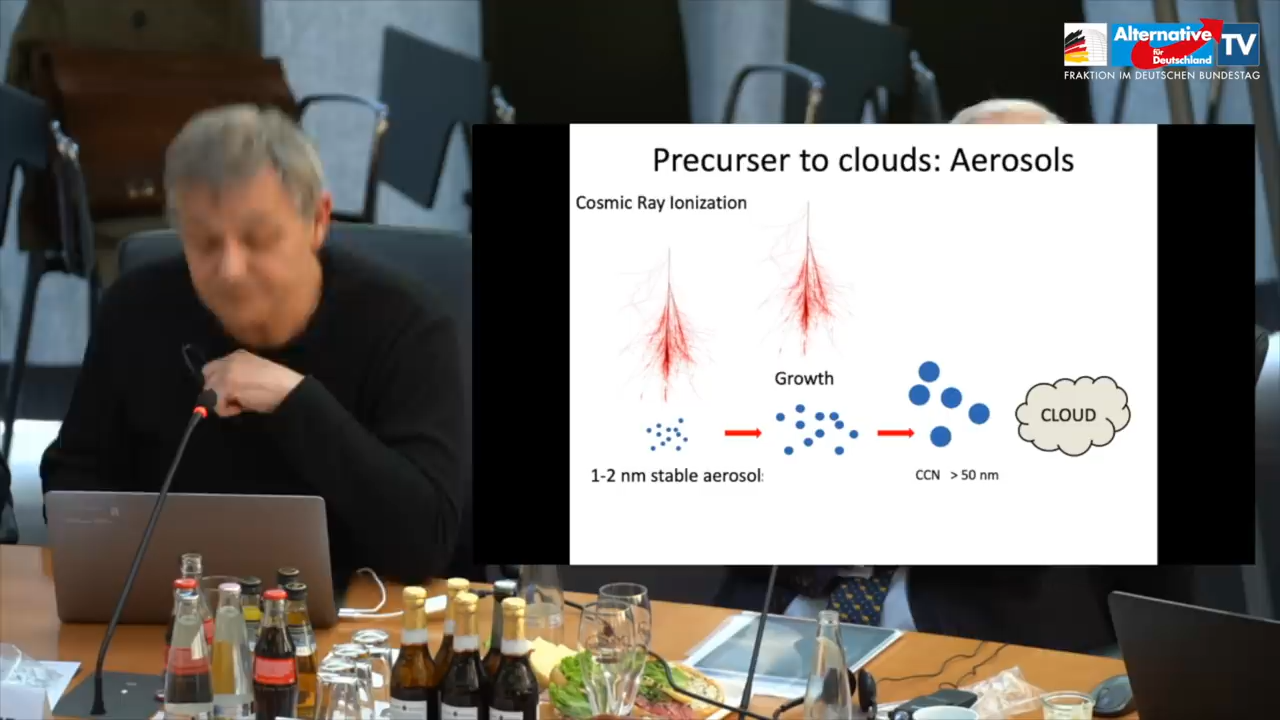 Alternative
für
Deutschland
TV
FRAKTION IM DEUTSCHEN BUNDESTAG
Precurser to clouds: Aerosols
Cosmic Ray Ionization
Growth
CLOUD
1-2 nm stable aerosol
CCN > 50 nm